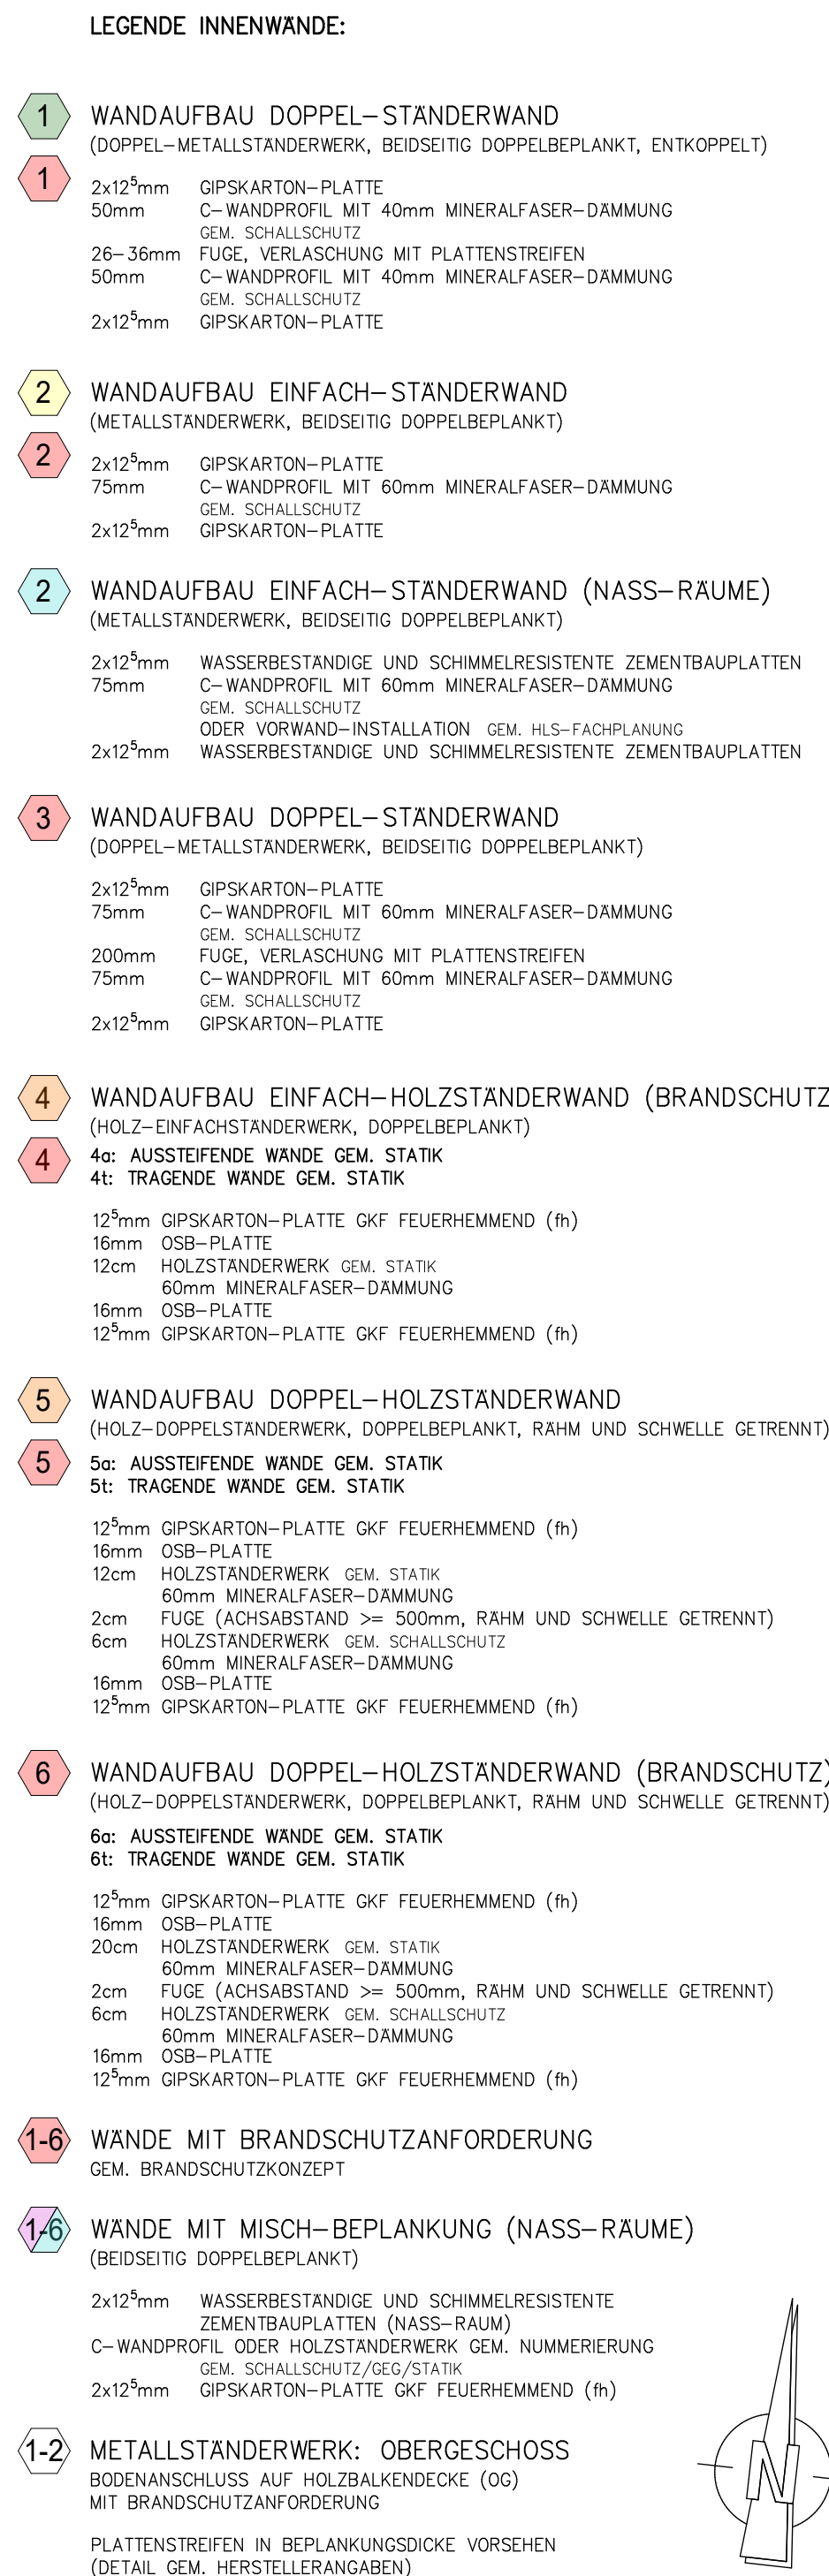 LEGENDE INNENWÄNDE:
1 WANDAUFBAU DOPPEL-STÄNDERWAND
(DOPPEL-METALLSTÄNDERWERK, BEIDSEITIG DOPPELBEPLANKT, ENTKOPPELT)
1
2x12⁵mm GIPSKARTON-PLATTE
50mm C-WANDPROFIL MIT 40mm MINERALFASER-DÄMMUNG
GEM. SCHALLSCHUTZ
26-36mm FUGE, VERLASCHUNG MIT PLATTENSTREIFEN
50mm C-WANDPROFIL MIT 40mm MINERALFASER-DÄMMUNG
GEM. SCHALLSCHUTZ
2x12⁵mm GIPSKARTON-PLATTE
2 WANDAUFBAU EINFACH-STÄNDERWAND
(METALLSTÄNDERWERK, BEIDSEITIG DOPPELBEPLANKT)
2
2x12⁵mm GIPSKARTON-PLATTE
75mm C-WANDPROFIL MIT 60mm MINERALFASER-DÄMMUNG
GEM. SCHALLSCHUTZ
2x12⁵mm GIPSKARTON-PLATTE
2 WANDAUFBAU EINFACH-STÄNDERWAND (NASS-RÄUME)
(METALLSTÄNDERWERK, BEIDSEITIG DOPPELBEPLANKT)
2x12⁵mm WASSERBESTÄNDIGE UND SCHIMMELRESISTENTE ZEMENTBAUPLATTEN
75mm C-WANDPROFIL MIT 60mm MINERALFASER-DÄMMUNG
GEM. SCHALLSCHUTZ
ODER VORWAND-INSTALLATION GEM. HLS-FACHPLANUNG
2x12⁵mm WASSERBESTÄNDIGE UND SCHIMMELRESISTENTE ZEMENTBAUPLATTEN
3 WANDAUFBAU DOPPEL-STÄNDERWAND
(DOPPEL-METALLSTÄNDERWERK, BEIDSEITIG DOPPELBEPLANKT)
2x12⁵mm GIPSKARTON-PLATTE
75mm C-WANDPROFIL MIT 60mm MINERALFASER-DÄMMUNG
GEM. SCHALLSCHUTZ
200mm FUGE, VERLASCHUNG MIT PLATTENSTREIFEN
75mm C-WANDPROFIL MIT 60mm MINERALFASER-DÄMMUNG
GEM. SCHALLSCHUTZ
2x12⁵mm GIPSKARTON-PLATTE
4 WANDAUFBAU EINFACH-HOLZSTÄNDERWAND (BRANDSCHUTZ
(HOLZ-EINFACHSTÄNDERWERK, DOPPELBEPLANKT)
4 4a: AUSSTEIFENDE WÄNDE GEM. STATIK
4t: TRAGENDE WÄNDE GEM. STATIK
12⁵mm GIPSKARTON-PLATTE GKF FEUERHEMMEND (fh)
16mm OSB-PLATTE
12cm HOLZSTÄNDERWERK GEM. STATIK
60mm MINERALFASER-DÄMMUNG
16mm OSB-PLATTE
12⁵mm GIPSKARTON-PLATTE GKF FEUERHEMMEND (fh)
5 WANDAUFBAU DOPPEL-HOLZSTÄNDERWAND
(HOLZ-DOPPELSTÄNDERWERK, DOPPELBEPLANKT, RÄHM UND SCHWELLE GETRENNT)
5 5a: AUSSTEIFENDE WÄNDE GEM. STATIK
5t: TRAGENDE WÄNDE GEM. STATIK
12⁵mm GIPSKARTON-PLATTE GKF FEUERHEMMEND (fh)
16mm OSB-PLATTE
12cm HOLZSTÄNDERWERK GEM. STATIK
60mm MINERALFASER-DÄMMUNG
2cm FUGE (ACHSABSTAND >= 500mm, RÄHM UND SCHWELLE GETRENNT)
6cm HOLZSTÄNDERWERK GEM. SCHALLSCHUTZ
60mm MINERALFASER-DÄMMUNG
16mm OSB-PLATTE
12⁵mm GIPSKARTON-PLATTE GKF FEUERHEMMEND (fh)
6 WANDAUFBAU DOPPEL-HOLZSTÄNDERWAND (BRANDSCHUTZ)
(HOLZ-DOPPELSTÄNDERWERK, DOPPELBEPLANKT, RÄHM UND SCHWELLE GETRENNT)
6a: AUSSTEIFENDE WÄNDE GEM. STATIK
6t: TRAGENDE WÄNDE GEM. STATIK
12⁵mm GIPSKARTON-PLATTE GKF FEUERHEMMEND (fh)
16mm OSB-PLATTE
20cm HOLZSTÄNDERWERK GEM. STATIK
60mm MINERALFASER-DÄMMUNG
2cm FUGE (ACHSABSTAND >= 500mm, RÄHM UND SCHWELLE GETRENNT)
6cm HOLZSTÄNDERWERK GEM. SCHALLSCHUTZ
60mm MINERALFASER-DÄMMUNG
16mm OSB-PLATTE
12⁵mm GIPSKARTON-PLATTE GKF FEUERHEMMEND (fh)
1-6 WÄNDE MIT BRANDSCHUTZANFORDERUNG
GEM. BRANDSCHUTZKONZEPT
1-6 WÄNDE MIT MISCH-BEPLANKUNG (NASS-RÄUME)
(BEIDSEITIG DOPPELBEPLANKT)
2x12⁵mm WASSERBESTÄNDIGE UND SCHIMMELRESISTENTE
ZEMENTBAUPLATTEN (NASS-RAUM)
C-WANDPROFIL ODER HOLZSTÄNDERWERK GEM. NUMMERIERUNG
GEM. SCHALLSCHUTZ/GEG/STATIK
2x12⁵mm GIPSKARTON-PLATTE GKF FEUERHEMMEND (fh)
1-2 METALLSTÄNDERWERK: OBERGESCHOSS
BODENANSCHLUSS AUF HOLZBALKENDECKE (OG)
MIT BRANDSCHUTZANFORDERUNG
N
PLATTENSTREIFEN IN BEPLANKUNGSDICKE VORSEHEN
(DETAIL GEM. HERSTELLERANGABEN)